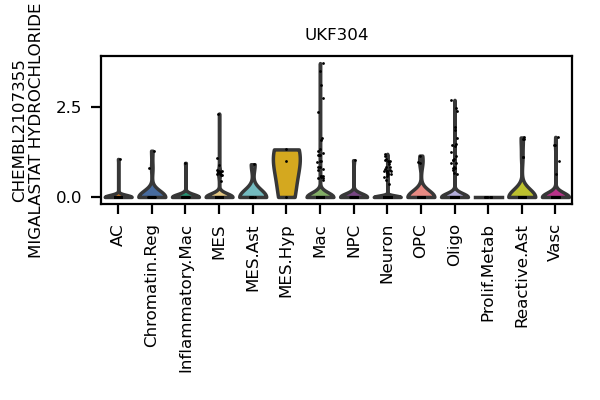 UKF304
CHEMBL2107355
MIGALASTAT HYDROCHLORIDE
2.5
0.0
AC
Chromatin.Reg
Inflammatory.Mac
MES
MES.Ast
MES.Hyp
Mac
NPC
Neuron
OPC
Oligo
Prolif.Metab
Reactive.Ast
Vasc